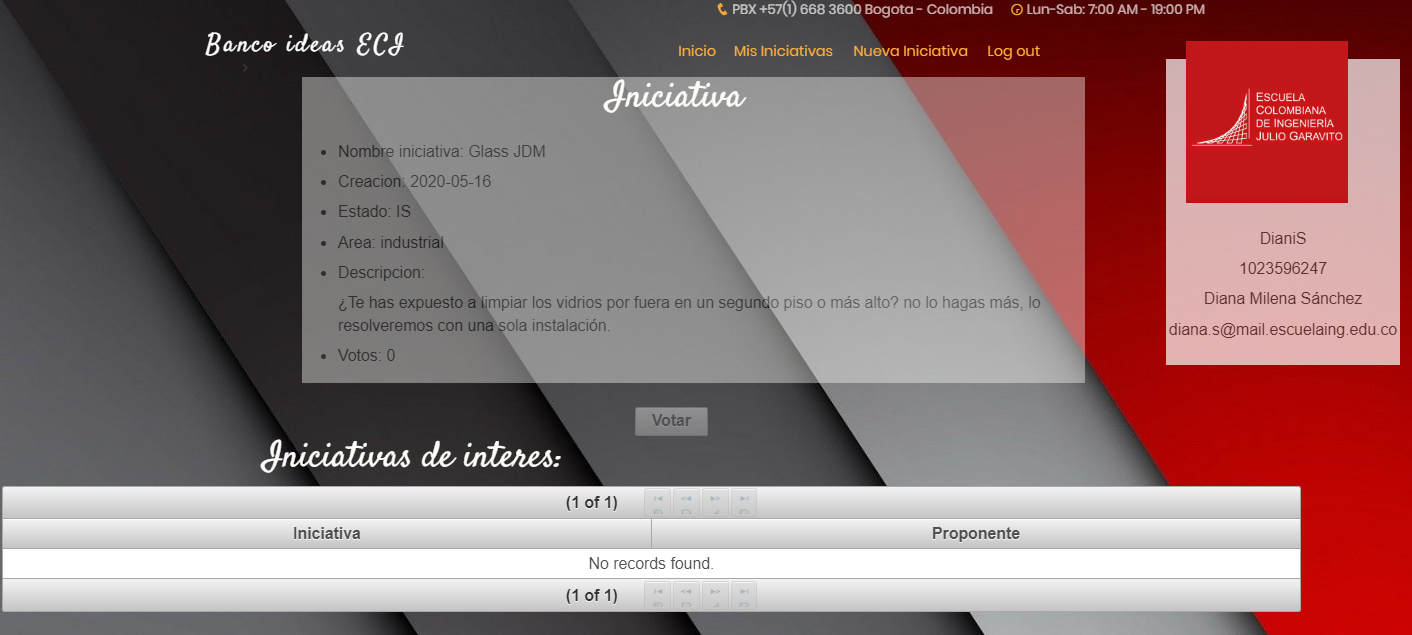 PBX +57(1) 668 3600 Bogota - Colombia Lun-Sab: 7:00 AM - 19:00 PM
Banco ideas ECI
Inicio Mis Iniciativas Nueva Iniciativa Log out
Iniciativa
Nombre iniciativa: Glass JDM
Creacion: 2020-05-16
Estado: IS
Area: industrial
Descripcion:
¿Te has expuesto a limpiar los vidrios por fuera en un segundo piso o más alto? no lo hagas más, lo
resolveremos con una sola instalación.
Votos: 0
ESCUELA
COLOMBIANA
DE INGENIERÍA
JULIO GARAVITO
DianiS
1023596247
Diana Milena Sánchez
diana.s@mail.escuelaing.edu.co
Votar
Iniciativas de interes:
(1 of 1)
Iniciativa Proponente
No records found.
(1 of 1)